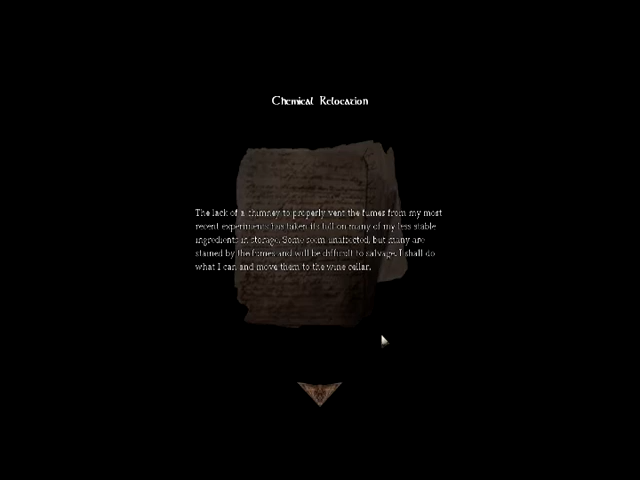 Chemical Relocation
The lack of a chimney to properly vent the fumes from my most
recent experiments has taken its toll on many of my less stable
ingredients in storage. Some seem unaffected, but many are
stained by the fumes and will be difficult to salvage. I shall do
what I can and move them to the wine cellar.